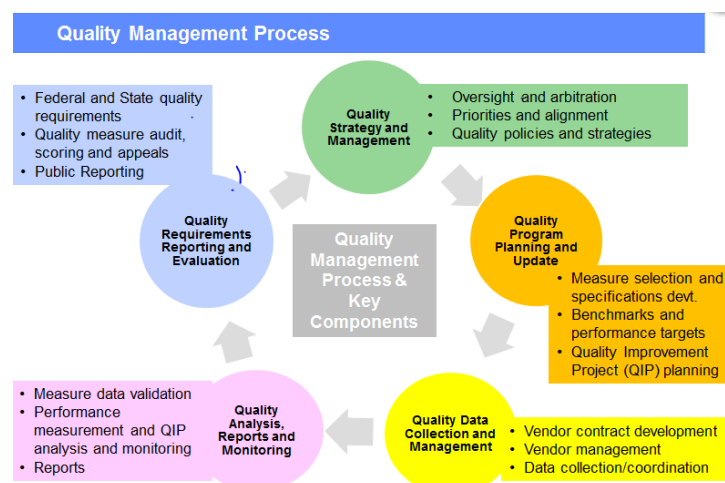 Quality Management Process
• Federal and State quality
requirements
• Quality measure audit,
scoring and appeals
• Public Reporting
Quality
Strategy and
Management
• Oversight and arbitration
• Priorities and alignment
• Quality policies and strategies
Quality
Requirements
Reporting and
Evaluation
Quality
Management
Process &
Key
Components
Quality
Program
Planning and
Update
• Measure selection and
specifications devt.
• Benchmarks and
performance targets
• Quality Improvement
Project (QIP) planning
• Measure data validation
• Performance
measurement and QIP
analysis and monitoring
• Reports
Quality
Analysis,
Reports and
Monitoring
Quality Data
Collection and
Management
• Vendor contract development
• Vendor management
• Data collection/coordination